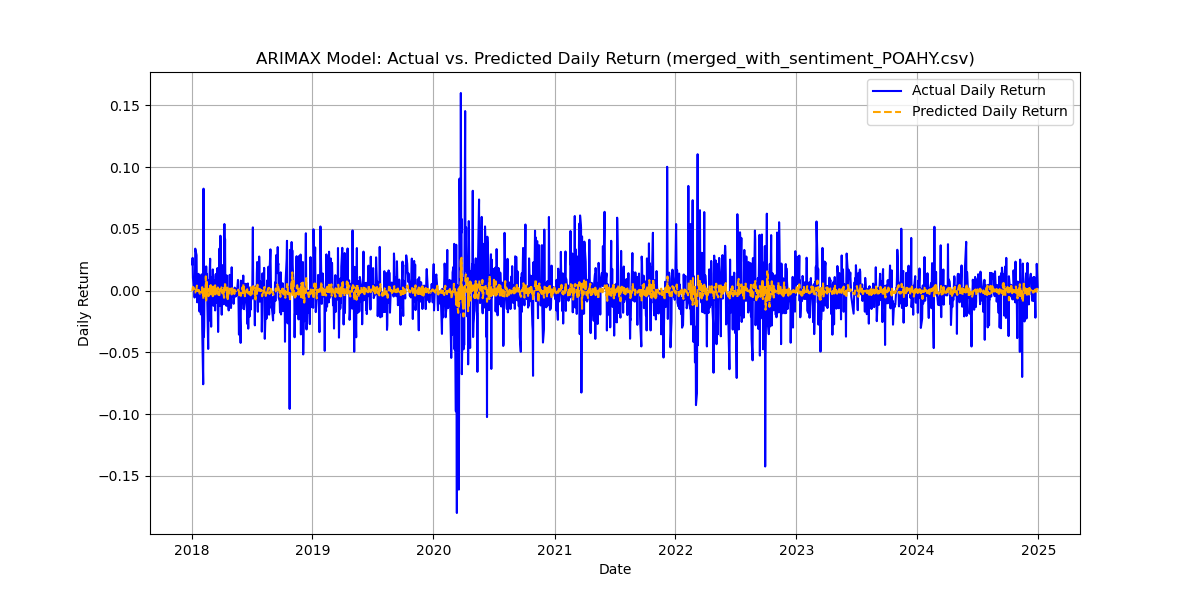 ARIMAX Model: Actual vs. Predicted Daily Return (merged_with_sentiment_POAHY.csv)
Actual Daily Return
Predicted Daily Return
Daily Return
0.15
0.10
0.05
0.00
−0.05
−0.10
−0.15
2018 2019 2020 2021 2022 2023 2024 2025
Date